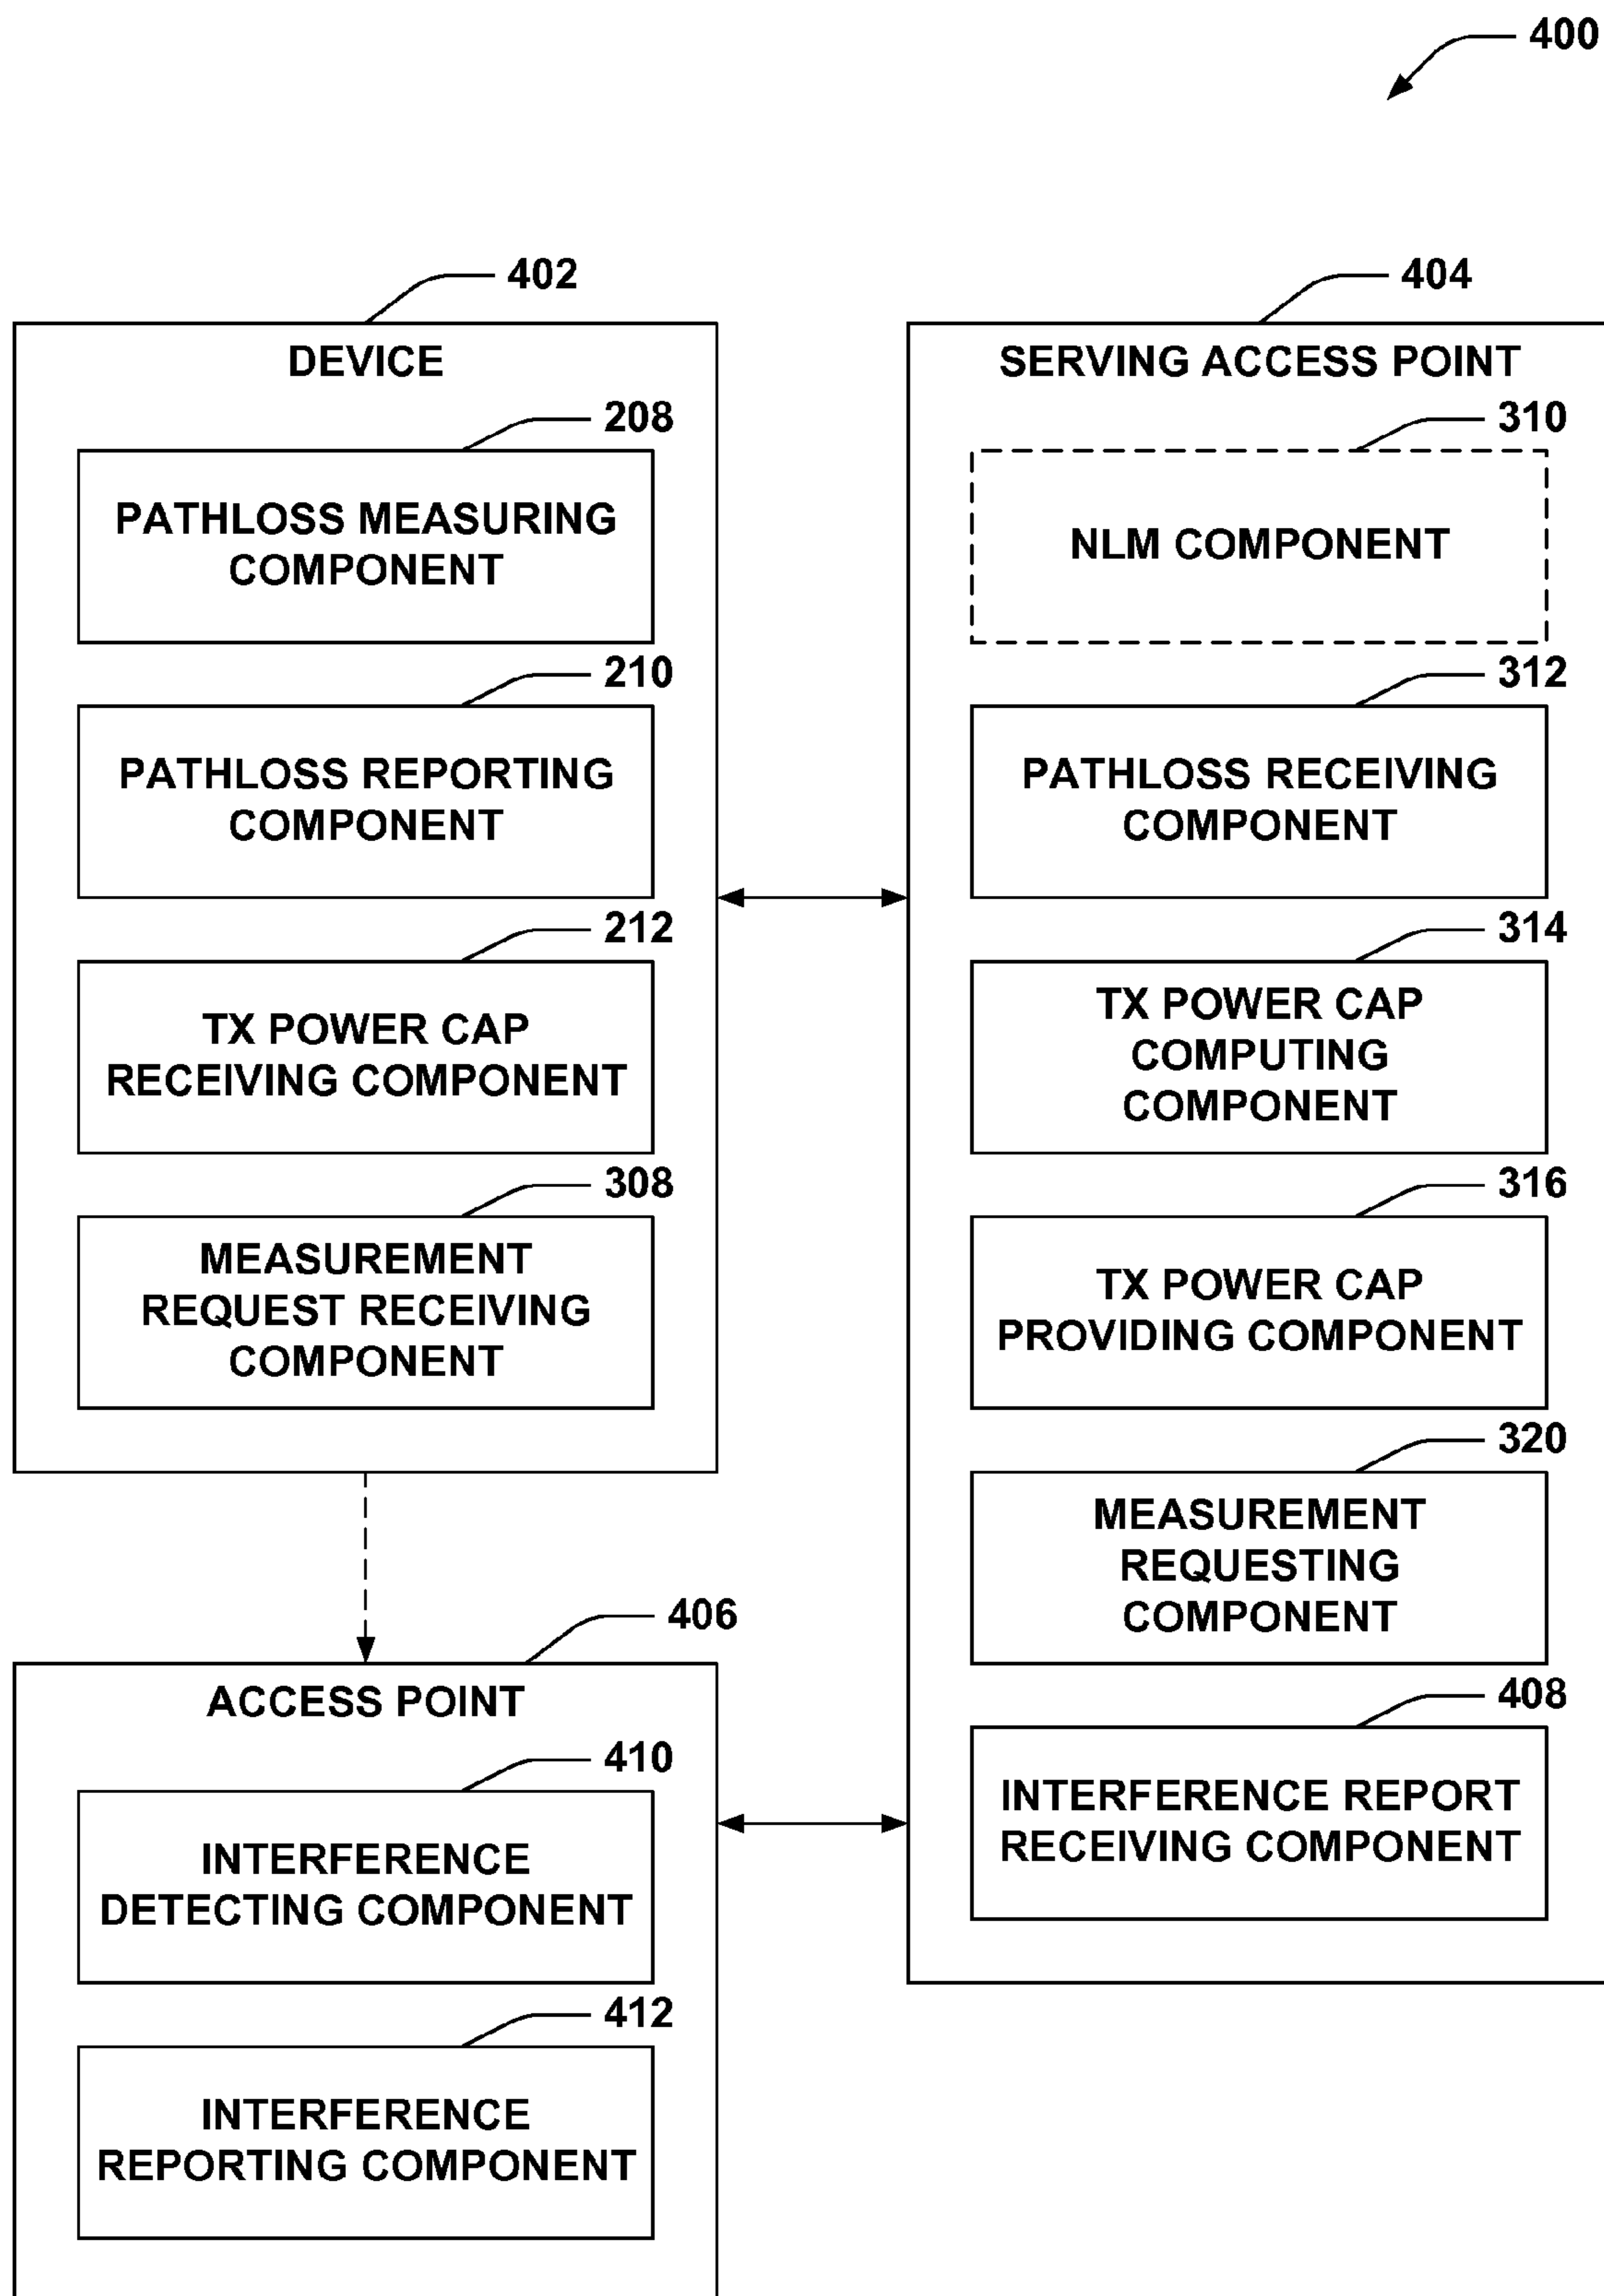 400
402
DEVICE
208
PATHLOSS MEASURING
COMPONENT
210
PATHLOSS REPORTING
COMPONENT
212
TX POWER CAP
RECEIVING COMPONENT
308
MEASUREMENT
REQUEST RECEIVING
COMPONENT
404
SERVING ACCESS POINT
310
NLM COMPONENT
312
PATHLOSS RECEIVING
COMPONENT
314
TX POWER CAP
COMPUTING
COMPONENT
316
TX POWER CAP
PROVIDING COMPONENT
320
MEASUREMENT
REQUESTING
COMPONENT
408
INTERFERENCE REPORT
RECEIVING COMPONENT
406
ACCESS POINT
410
INTERFERENCE
DETECTING COMPONENT
412
INTERFERENCE
REPORTING COMPONENT